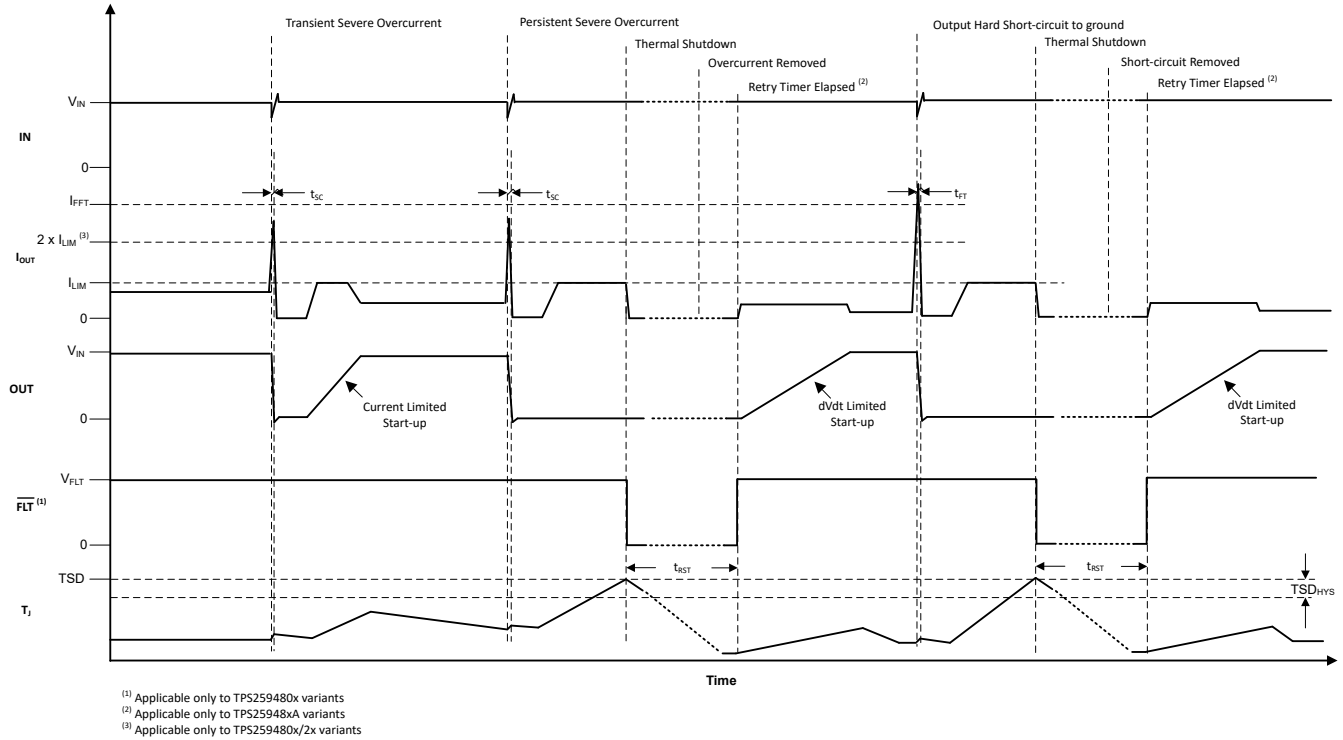 Transient Severe Overcurrent
Persistent Severe Overcurrent
Output Hard Short-circuit to ground
Thermal Shutdown
Thermal Shutdown
Overcurrent Removed
Short-circuit Removed
Retry Timer Elapsed (2)
Retry Timer Elapsed (2)
VIN
IN
0
tSC
tSC
tFT
IFFT
2 x ILIM (3)
IOUT
ILIM
0
VIN
OUT
0
Current Limited
Start-up
dVdt Limited
Start-up
dVdt Limited
Start-up
VFLT
FLT (1)
0
TSD
tRST
tRST
TSDHYS
TJ
Time
(1) Applicable only to TPS259480x variants
(2) Applicable only to TPS25948xA variants
(3) Applicable only to TPS259480x/2x variants